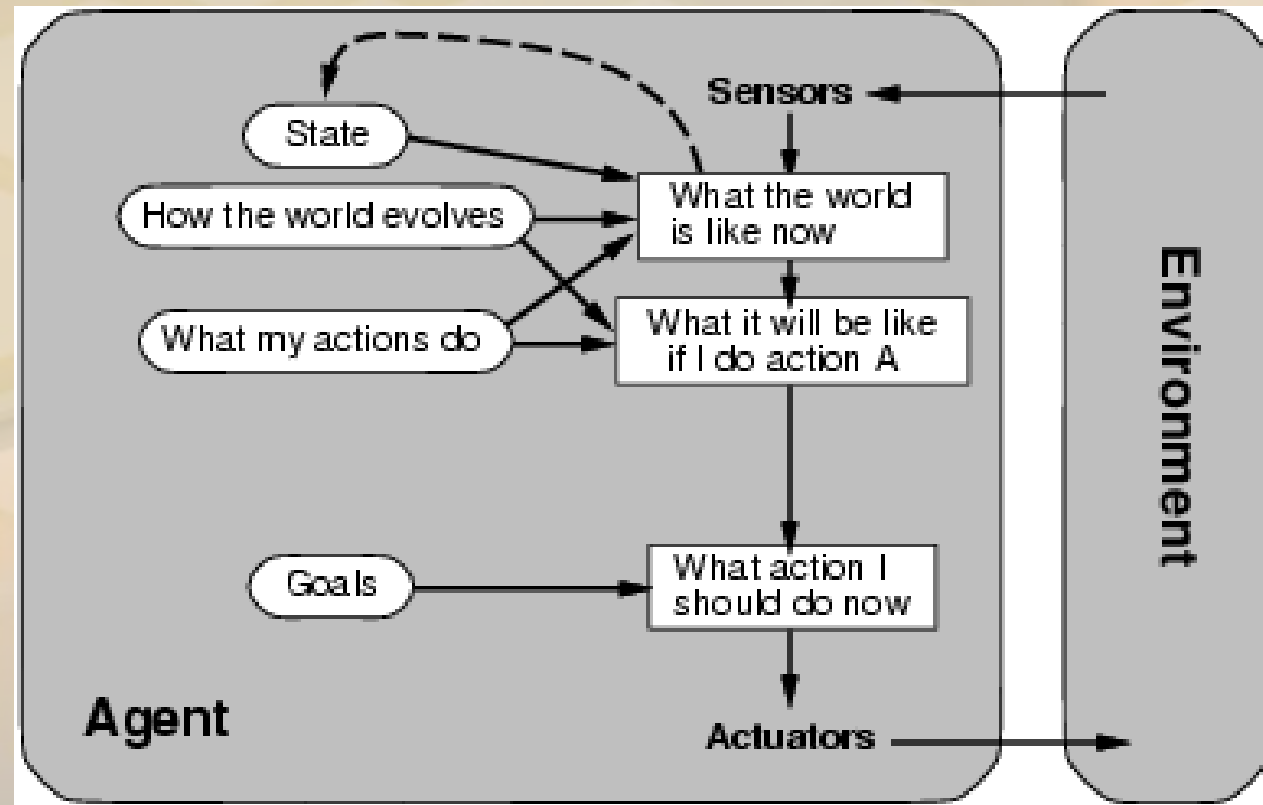 Sensors
State
What the world
is like now
How the world evolves
What it will be like
if I do action A
What my actions do
Goals
What action I
should do now
Agent
Actuators
Environment